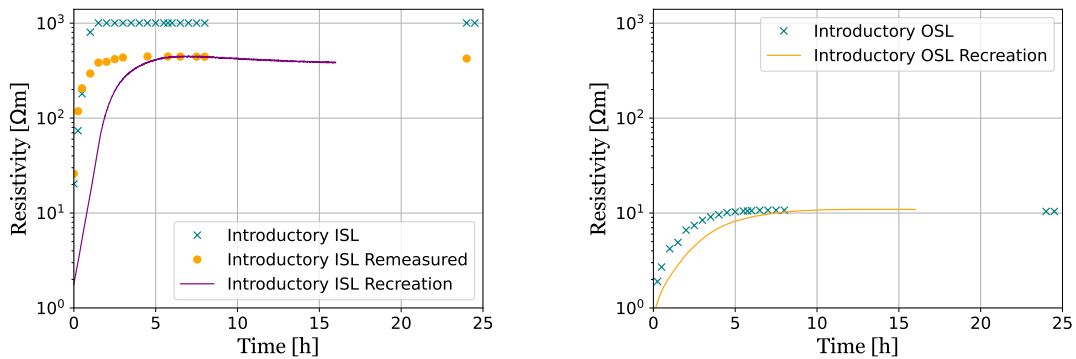 10³
10²
10¹
10⁰
Resistivity [Ωm]
0 5 10 15 20 25
Time [h]
Introductory ISL
Introductory ISL Remeasured
Introductory ISL Recreation
10³
10²
10¹
10⁰
Resistivity [Ωm]
0 5 10 15 20 25
Time [h]
Introductory OSL
Introductory OSL Recreation